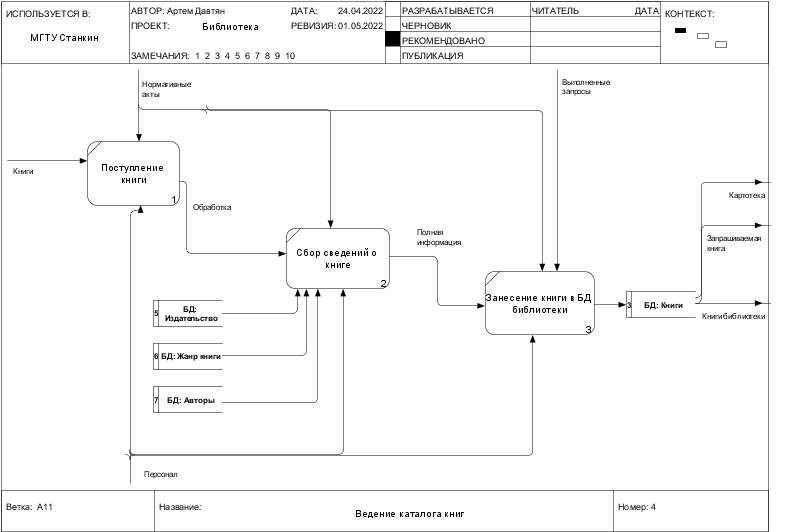 ИСПОЛЬЗУЕТСЯ В:
МГТУ Станкин
АВТОР: Артем Давтян
ДАТА: 24.04.2022
ПРОЕКТ: Библиотека
РЕВИЗИЯ: 01.05.2022
ЗАМЕЧАНИЯ: 1 2 3 4 5 6 7 8 9 10
РАЗРАБАТЫВАЕТСЯ
ЧЕРНОВИК
РЕКОМЕНДОВАНО
ПУБЛИКАЦИЯ
ЧИТАТЕЛЬ
ДАТА
КОНТЕКСТ:
Нормативные
акты
Выполненные
запросы
Книги
Поступление
книги
1
Обработка
Сбор сведений о
книге
2
Полная
информация
Занесение книги в БД
библиотеки
3
3 БД: Книги
Картотека
Запрашиваемая
книга
Книги библиотеки
5 БД:
Издательство
6 БД: Жанр книги
7 БД: Авторы
Персонал
Ветка: А11
Название:
Ведение каталога книг
Номер: 4